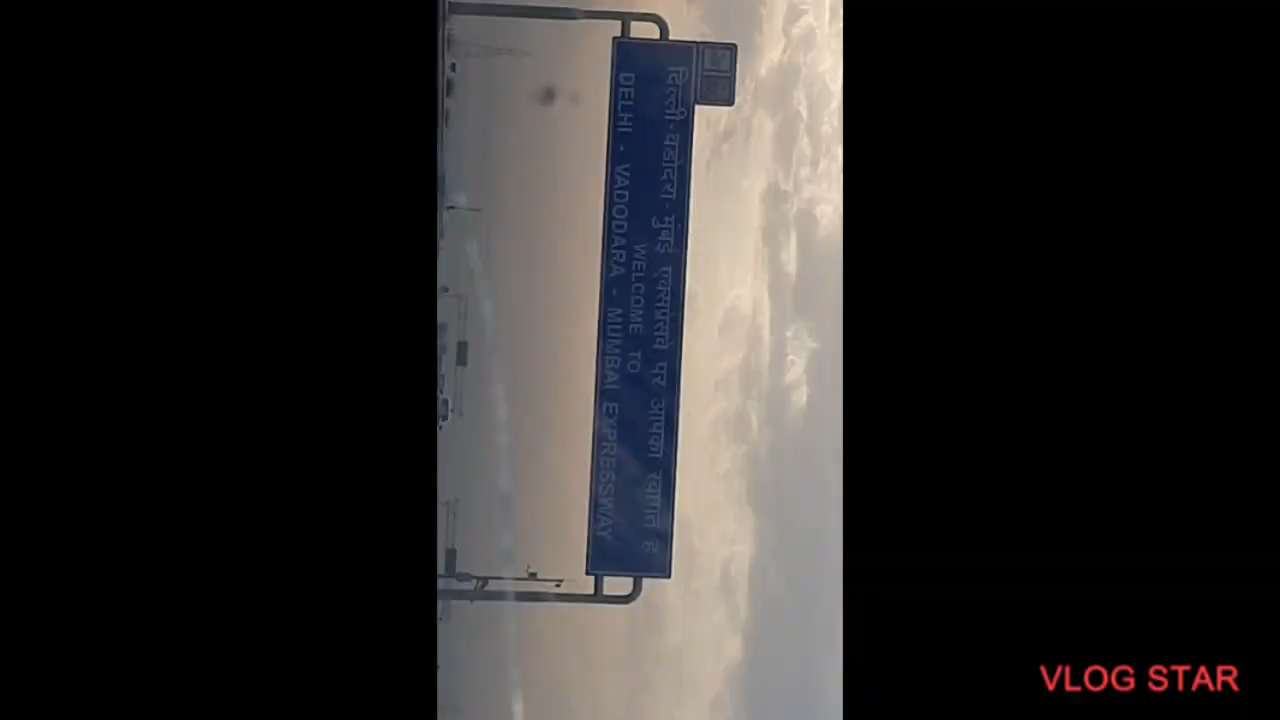 दिल्ली - वडोदरा - मुंबई एक्सप्रेसवे पर आपका स्वागत है
WELCOME TO
DELHI - VADODARA - MUMBAI EXPRESSWAY
VLOG STAR